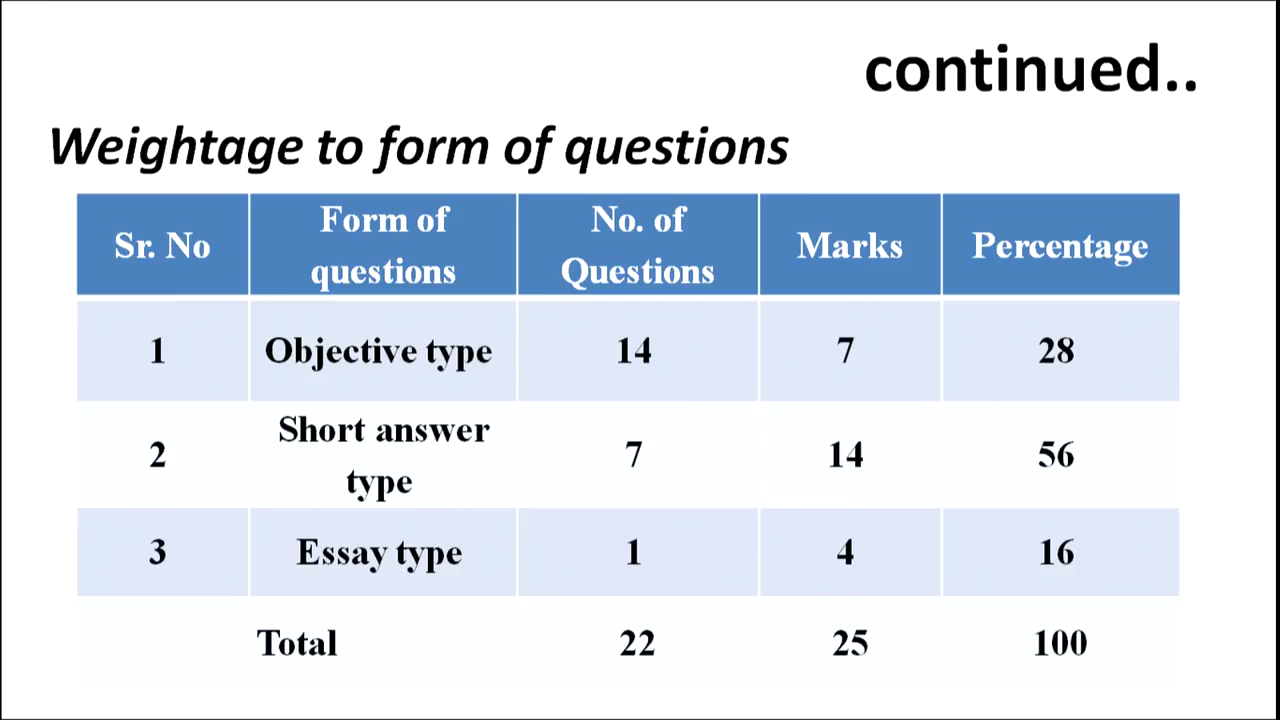 continued..
Weightage to form of questions
Sr. No Form of questions No. of Questions Marks Percentage
1 Objective type 14 7 28
2 Short answer type 7 14 56
3 Essay type 1 4 16
Total 22 25 100